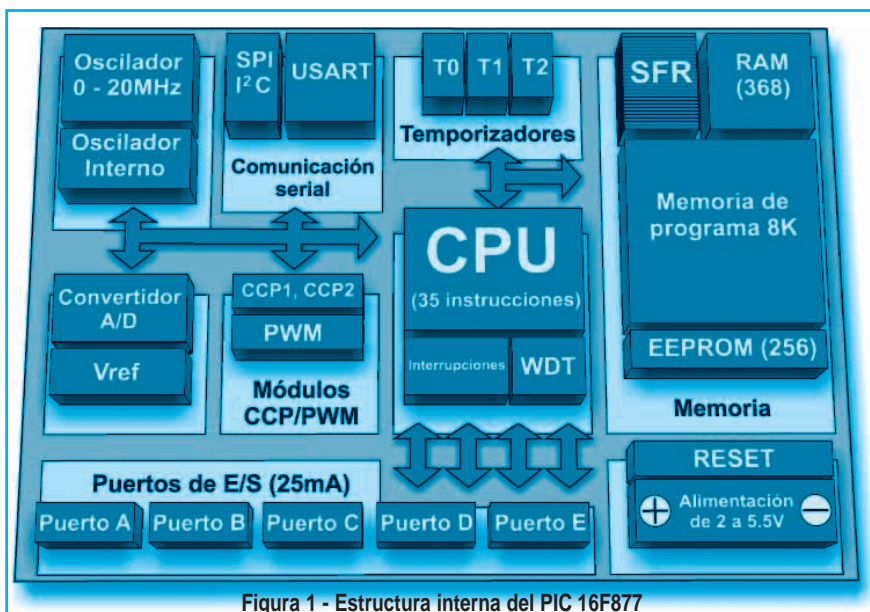 Oscilador
0 - 20MHz
Oscilador
Interno
SPI
I²C
USART
Comunicación
serial
T0
T1
T2
Temporizadores
SFR
RAM
(368)
Memoria de
programa 8K
EEPROM (256)
Memoria
CPU
(35 instrucciones)
Interrupciones
WDT
Convertidor
A/D
Vref
CCP1, CCP2
PWM
Módulos
CCP/PWM
Puertos de E/S (25mA)
Puerto A
Puerto B
Puerto C
Puerto D
Puerto E
RESET
+
Alimentación
de 2 a 5.5V
−
Figura 1 - Estructura interna del PIC 16F877